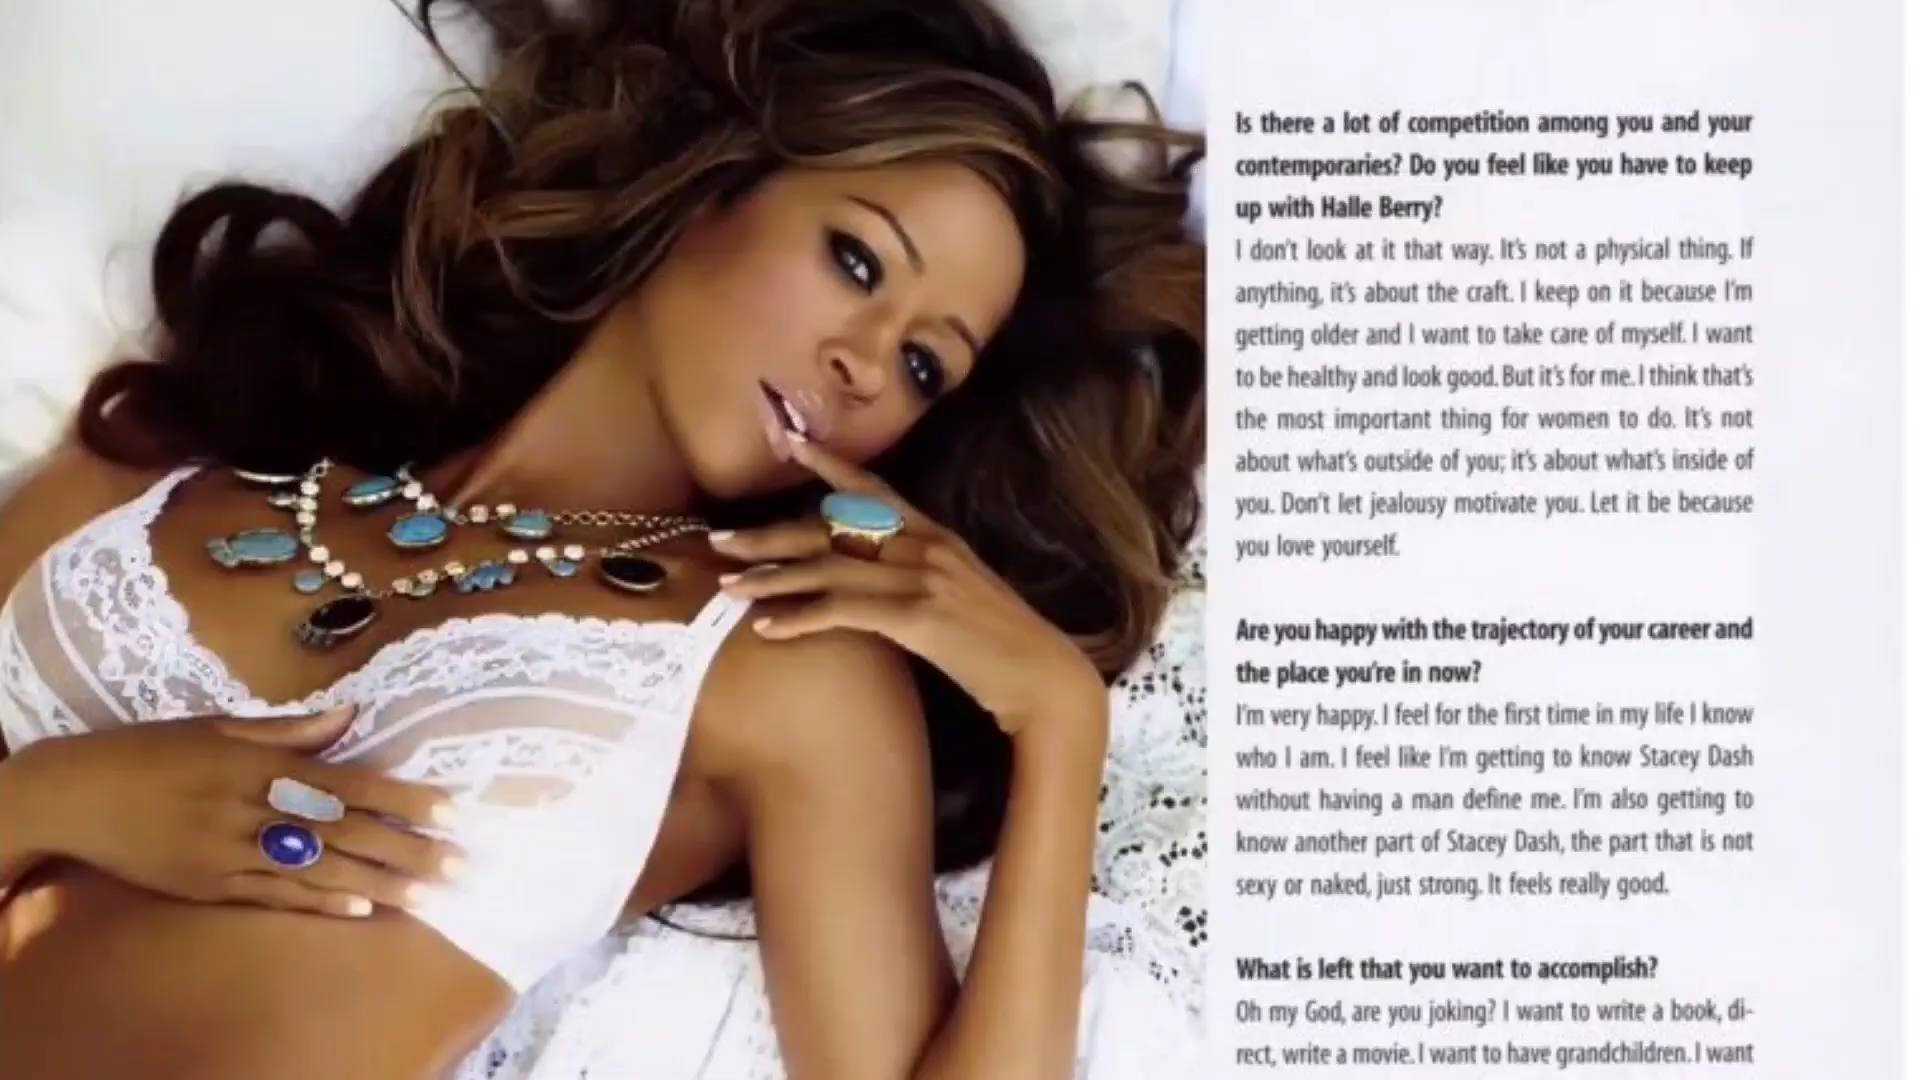 Is there a lot of competition among you and your
contemporaries? Do you feel like you have to keep
up with Halle Berry?
I don't look at it that way. It's not a physical thing. If
anything, it's about the craft. I keep on it because I'm
getting older and I want to take care of myself. I want
to be healthy and look good. But it's for me. I think that's
the most important thing for women to do. It's not
about what's outside of you; it's about what's inside of
you. Don't let jealousy motivate you. Let it be because
you love yourself.
Are you happy with the trajectory of your career and
the place you're in now?
I'm very happy. I feel for the first time in my life I know
who I am. I feel like I'm getting to know Stacey Dash
without having a man define me. I'm also getting to
know another part of Stacey Dash, the part that is not
sexy or naked, just strong. It feels really good.
What is left that you want to accomplish?
Oh my God, are you joking? I want to write a book, di-
rect, write a movie. I want to have grandchildren. I want